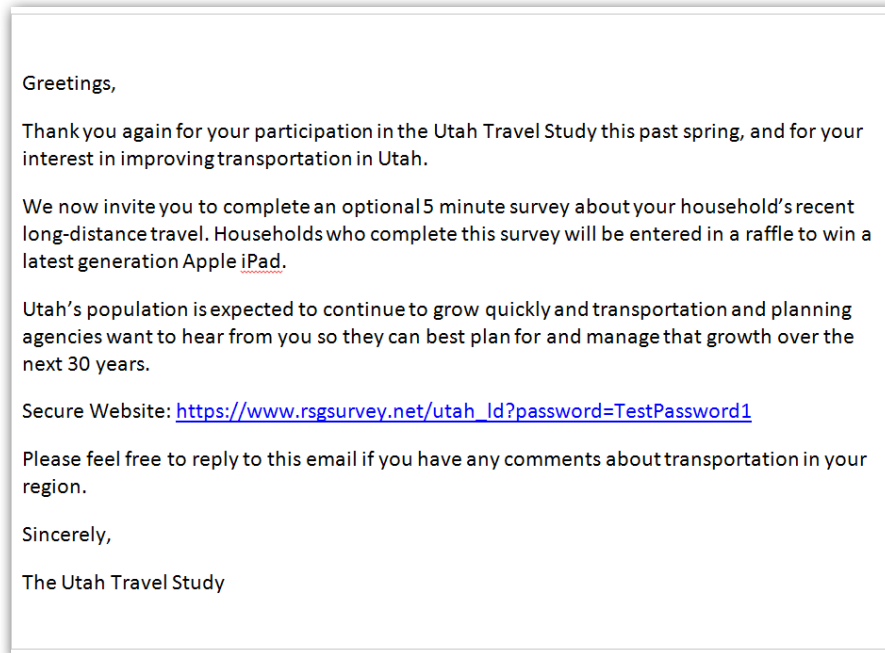 Greetings,
Thank you again for your participation in the Utah Travel Study this past spring, and for your
interest in improving transportation in Utah.
We now invite you to complete an optional 5 minute survey about your household's recent
long-distance travel. Households who complete this survey will be entered in a raffle to win a
latest generation Apple iPad.
Utah's population is expected to continue to grow quickly and transportation and planning
agencies want to hear from you so they can best plan for and manage that growth over the
next 30 years.
Secure Website: https://www.rsgsurvey.net/utah_ld?password=TestPassword1
Please feel free to reply to this email if you have any comments about transportation in your
region.
Sincerely,
The Utah Travel Study